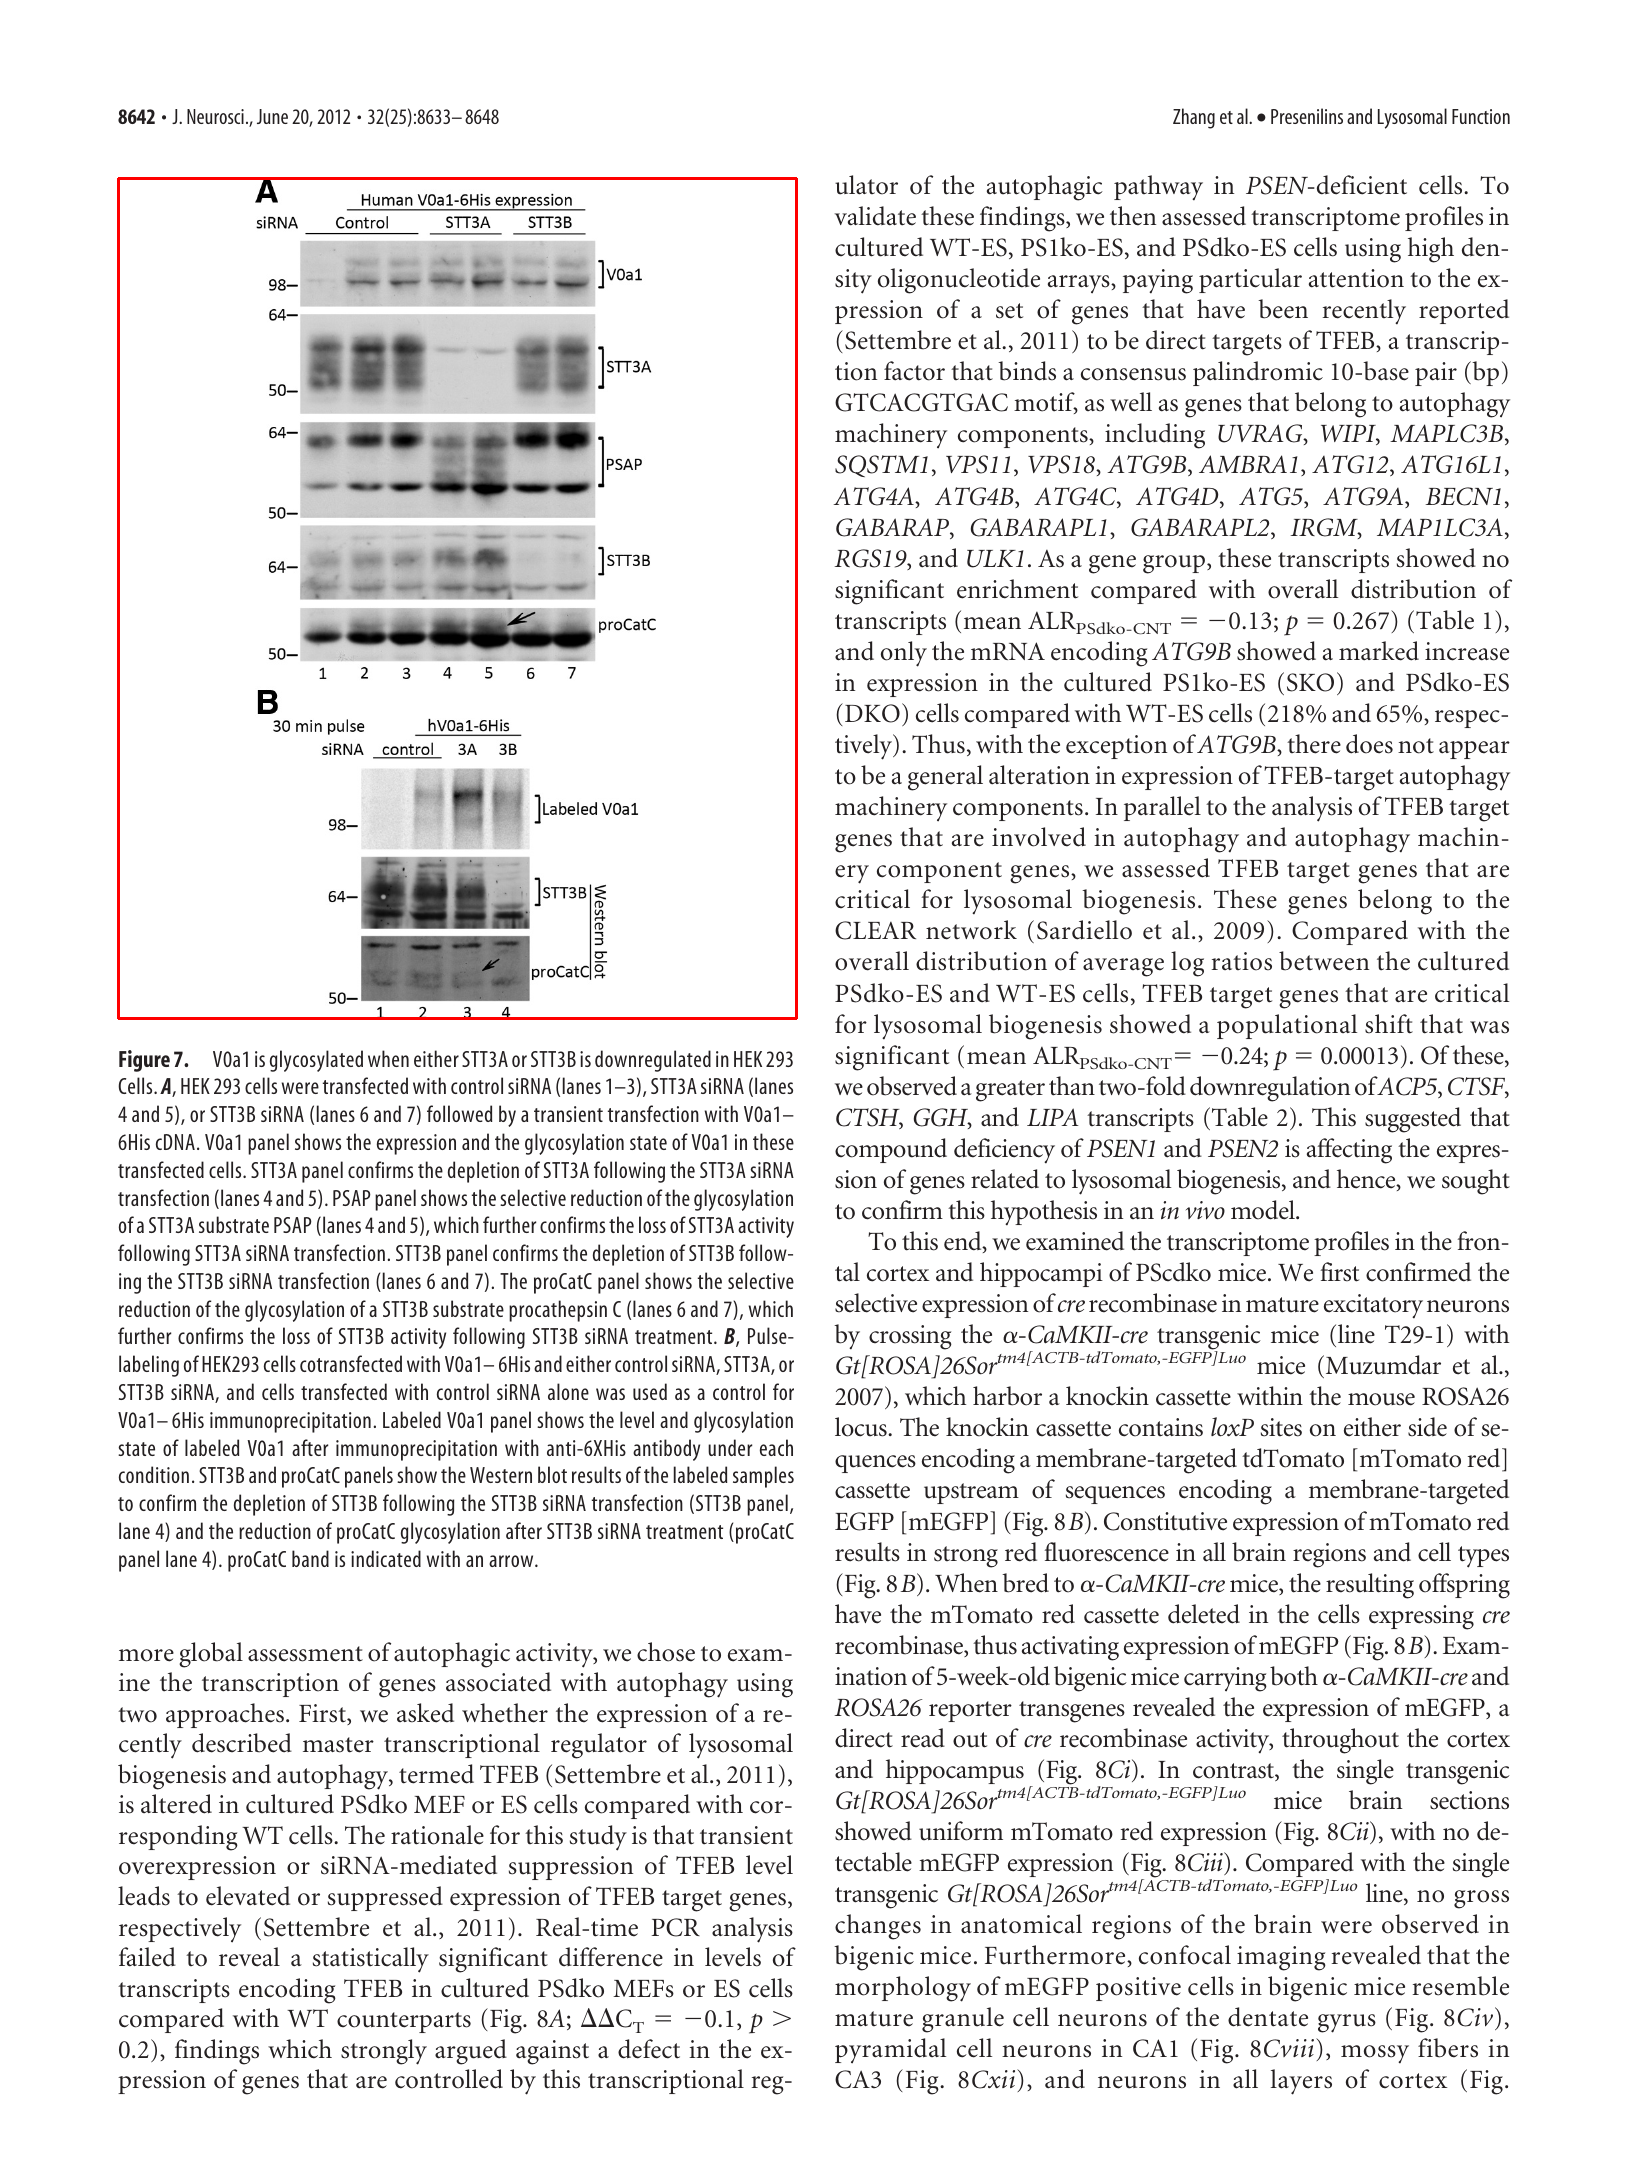 8642 • J. Neurosci., June 20, 2012 • 32(25):8633–8648
Zhang et al. • Presenilins and Lysosomal Function
A
Human V0a1-6His expression
siRNA Control STT3A STT3B
V0a1
98
64
STT3A
50
64
PSAP
50
STT3B
64
proCatC
50
1 2 3 4 5 6 7
B
30 min pulse hV0a1-6His
siRNA control 3A 3B
Labeled V0a1
98
64
STT3B
Western blot
proCatC
50
1 2 3 4
Figure 7. V0a1 is glycosylated when either STT3A or STT3B is downregulated in HEK 293
Cells. A, HEK 293 cells were transfected with control siRNA (lanes 1–3), STT3A siRNA (lanes
4 and 5), or STT3B siRNA (lanes 6 and 7) followed by a transient transfection with V0a1–
6His cDNA. V0a1 panel shows the expression and the glycosylation state of V0a1 in these
transfected cells. STT3A panel confirms the depletion of STT3A following the STT3A siRNA
transfection (lanes 4 and 5). PSAP panel shows the selective reduction of the glycosylation
of a STT3A substrate PSAP (lanes 4 and 5), which further confirms the loss of STT3A activity
following STT3A siRNA transfection. STT3B panel confirms the depletion of STT3B follow-
ing the STT3B siRNA transfection (lanes 6 and 7). The proCatC panel shows the selective
reduction of the glycosylation of a STT3B substrate procathepsin C (lanes 6 and 7), which
further confirms the loss of STT3B activity following STT3B siRNA treatment. B, Pulse-
labeling of HEK293 cells cotransfected with V0a1–6His and either control siRNA, STT3A, or
STT3B siRNA, and cells transfected with control siRNA alone was used as a control for
V0a1–6His immunoprecipitation. Labeled V0a1 panel shows the level and glycosylation
state of labeled V0a1 after immunoprecipitation with anti-6XHis antibody under each
condition. STT3B and proCatC panels show the Western blot results of the labeled samples
to confirm the depletion of STT3B following the STT3B siRNA transfection (STT3B panel,
lane 4) and the reduction of proCatC glycosylation after STT3B siRNA treatment (proCatC
panel lane 4). proCatC band is indicated with an arrow.
more global assessment of autophagic activity, we chose to exam-
ine the transcription of genes associated with autophagy using
two approaches. First, we asked whether the expression of a re-
cently described master transcriptional regulator of lysosomal
biogenesis and autophagy, termed TFEB (Settembre et al., 2011),
is altered in cultured PSdko MEF or ES cells compared with cor-
responding WT cells. The rationale for this study is that transient
overexpression or siRNA-mediated suppression of TFEB level
leads to elevated or suppressed expression of TFEB target genes,
respectively (Settembre et al., 2011). Real-time PCR analysis
failed to reveal a statistically significant difference in levels of
transcripts encoding TFEB in cultured PSdko MEFs or ES cells
compared with WT counterparts (Fig. 8A; ΔΔCT = −0.1, p >
0.2), findings which strongly argued against a defect in the ex-
pression of genes that are controlled by this transcriptional reg-
ulator of the autophagic pathway in PSEN-deficient cells. To
validate these findings, we then assessed transcriptome profiles in
cultured WT-ES, PS1ko-ES, and PSdko-ES cells using high den-
sity oligonucleotide arrays, paying particular attention to the ex-
pression of a set of genes that have been recently reported
(Settembre et al., 2011) to be direct targets of TFEB, a transcrip-
tion factor that binds a consensus palindromic 10-base pair (bp)
GTCACGTGAC motif, as well as genes that belong to autophagy
machinery components, including UVRAG, WIPI, MAPLC3B,
SQSTM1, VPS11, VPS18, ATG9B, AMBRA1, ATG12, ATG16L1,
ATG4A, ATG4B, ATG4C, ATG4D, ATG5, ATG9A, BECN1,
GABARAP, GABARAPL1, GABARAPL2, IRGM, MAP1LC3A,
RGS19, and ULK1. As a gene group, these transcripts showed no
significant enrichment compared with overall distribution of
transcripts (mean ALRPSdko-CNT = −0.13; p = 0.267) (Table 1),
and only the mRNA encoding ATG9B showed a marked increase
in expression in the cultured PS1ko-ES (SKO) and PSdko-ES
(DKO) cells compared with WT-ES cells (218% and 65%, respec-
tively). Thus, with the exception of ATG9B, there does not appear
to be a general alteration in expression of TFEB-target autophagy
machinery components. In parallel to the analysis of TFEB target
genes that are involved in autophagy and autophagy machin-
ery component genes, we assessed TFEB target genes that are
critical for lysosomal biogenesis. These genes belong to the
CLEAR network (Sardiello et al., 2009). Compared with the
overall distribution of average log ratios between the cultured
PSdko-ES and WT-ES cells, TFEB target genes that are critical
for lysosomal biogenesis showed a populational shift that was
significant (mean ALRPSdko-CNT= −0.24; p = 0.00013). Of these,
we observed a greater than two-fold downregulation of ACP5, CTSF,
CTSH, GGH, and LIPA transcripts (Table 2). This suggested that
compound deficiency of PSEN1 and PSEN2 is affecting the expres-
sion of genes related to lysosomal biogenesis, and hence, we sought
to confirm this hypothesis in an in vivo model.
To this end, we examined the transcriptome profiles in the fron-
tal cortex and hippocampi of PScdko mice. We first confirmed the
selective expression of cre recombinase in mature excitatory neurons
by crossing the α-CaMKII-cre transgenic mice (line T29-1) with
Gt[ROSA]26Sortm4[ACTB-tdTomato,-EGFP]Luo mice (Muzumdar et al.,
2007), which harbor a knockin cassette within the mouse ROSA26
locus. The knockin cassette contains loxP sites on either side of se-
quences encoding a membrane-targeted tdTomato [mTomato red]
cassette upstream of sequences encoding a membrane-targeted
EGFP [mEGFP] (Fig. 8B). Constitutive expression of mTomato red
results in strong red fluorescence in all brain regions and cell types
(Fig. 8B). When bred to α-CaMKII-cre mice, the resulting offspring
have the mTomato red cassette deleted in the cells expressing cre
recombinase, thus activating expression of mEGFP (Fig. 8B). Exam-
ination of 5-week-old bigenic mice carrying both α-CaMKII-cre and
ROSA26 reporter transgenes revealed the expression of mEGFP, a
direct read out of cre recombinase activity, throughout the cortex
and hippocampus (Fig. 8Ci). In contrast, the single transgenic
Gt[ROSA]26Sortm4[ACTB-tdTomato,-EGFP]Luo mice brain sections
showed uniform mTomato red expression (Fig. 8Cii), with no de-
tectable mEGFP expression (Fig. 8Ciii). Compared with the single
transgenic Gt[ROSA]26Sortm4[ACTB-tdTomato,-EGFP]Luo line, no gross
changes in anatomical regions of the brain were observed in
bigenic mice. Furthermore, confocal imaging revealed that the
morphology of mEGFP positive cells in bigenic mice resemble
mature granule cell neurons of the dentate gyrus (Fig. 8Civ),
pyramidal cell neurons in CA1 (Fig. 8Cviii), mossy fibers in
CA3 (Fig. 8Cxii), and neurons in all layers of cortex (Fig.